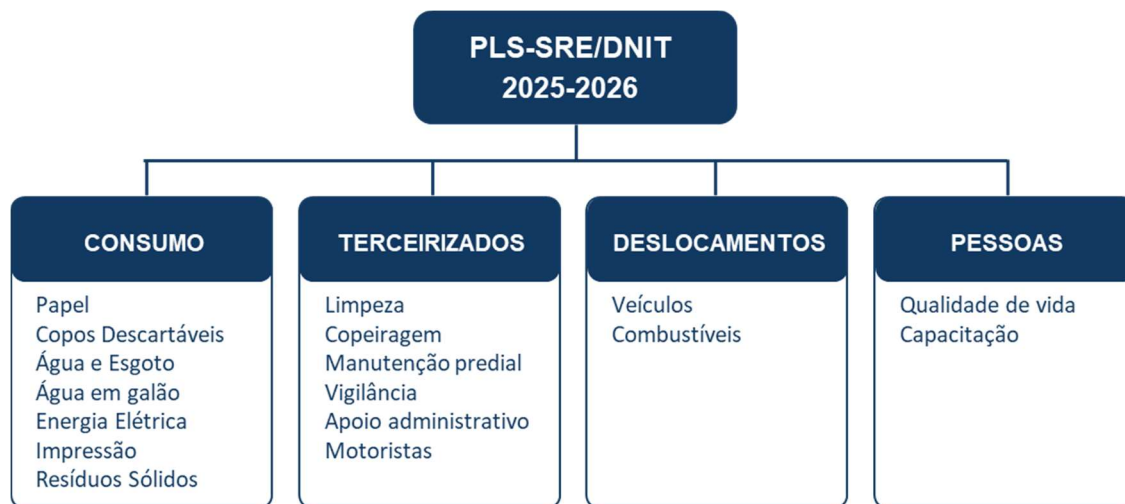 PLS-SRE/DNIT
2025-2026
CONSUMO
Papel
Copos Descartáveis
Água e Esgoto
Água em galão
Energia Elétrica
Impressão
Resíduos Sólidos
TERCEIRIZADOS
Limpeza
Copeiragem
Manutenção predial
Vigilância
Apoio administrativo
Motoristas
DESLOCAMENTOS
Veículos
Combustíveis
PESSOAS
Qualidade de vida
Capacitação